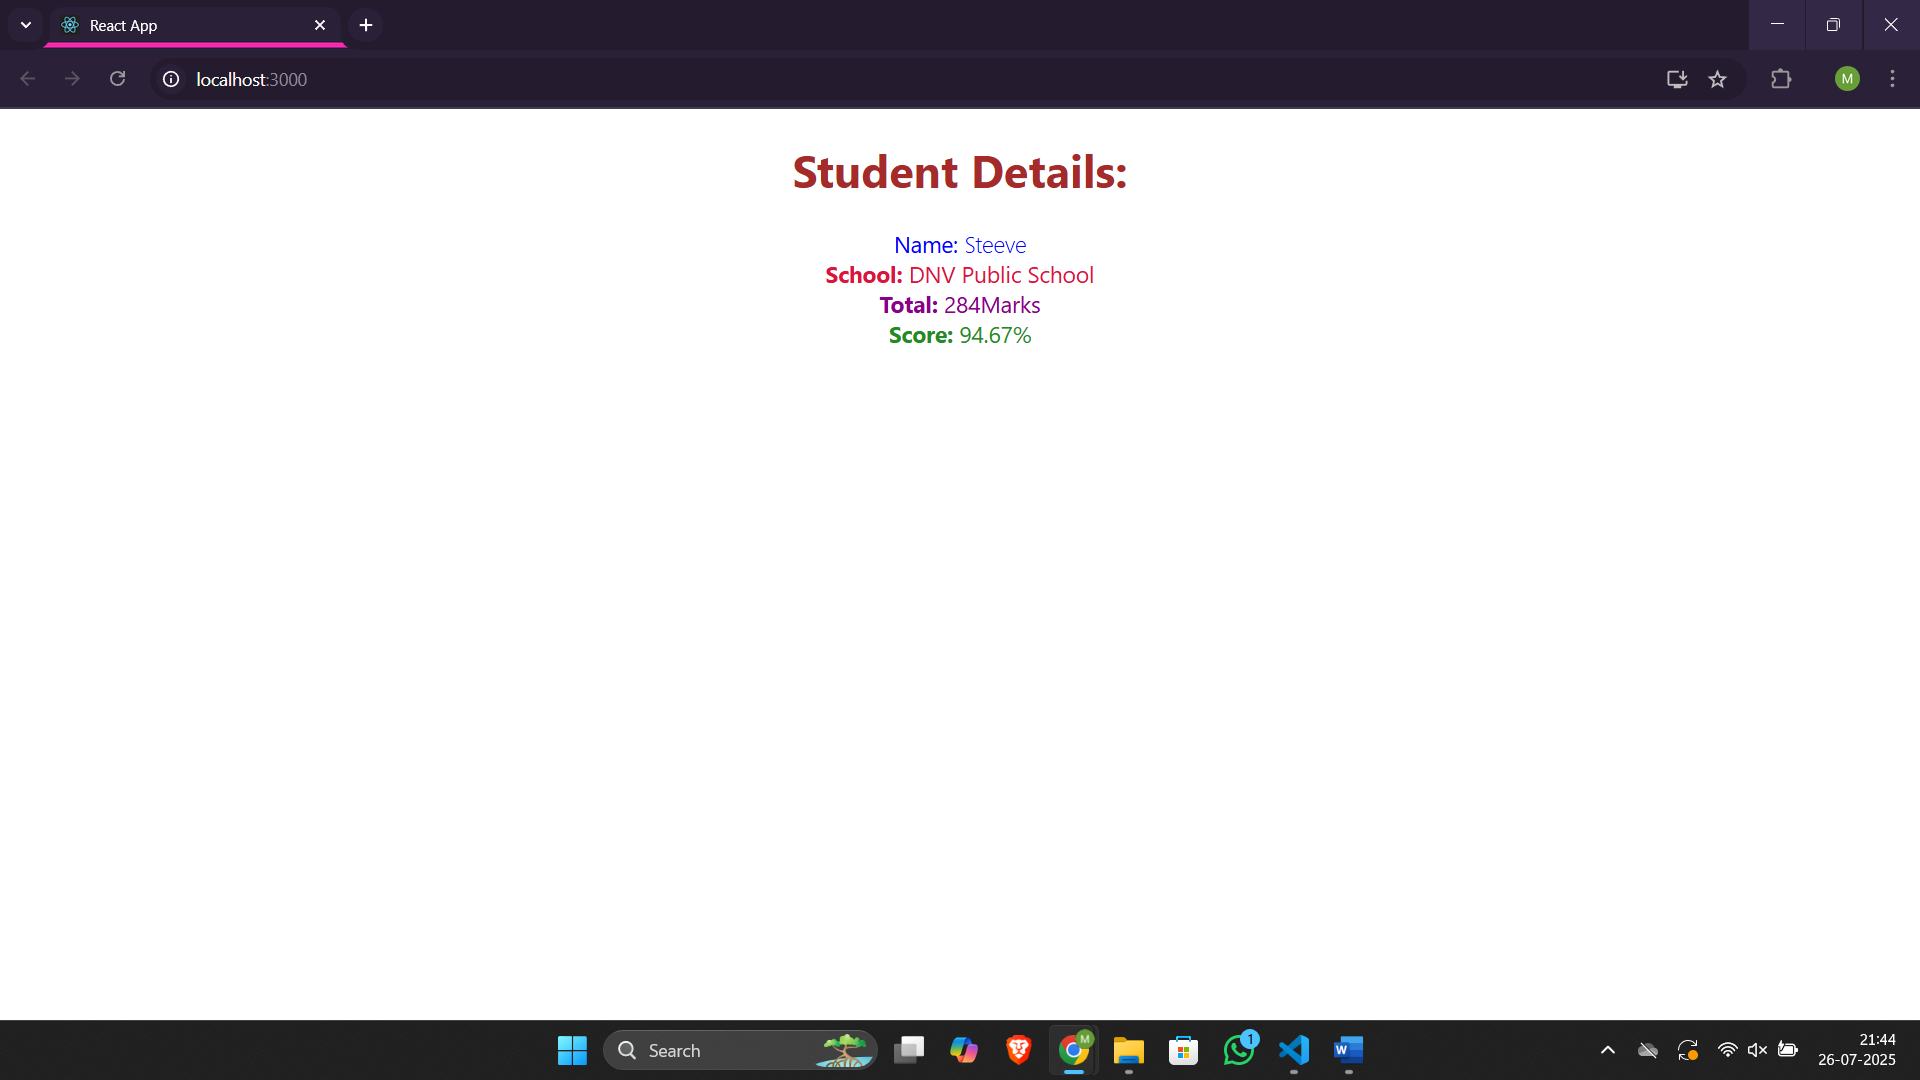 React App
localhost:3000
M
Student Details:
Name: Steeve
School: DNV Public School
Total: 284Marks
Score: 94.67%
Search
M
1
W
21:44
26-07-2025